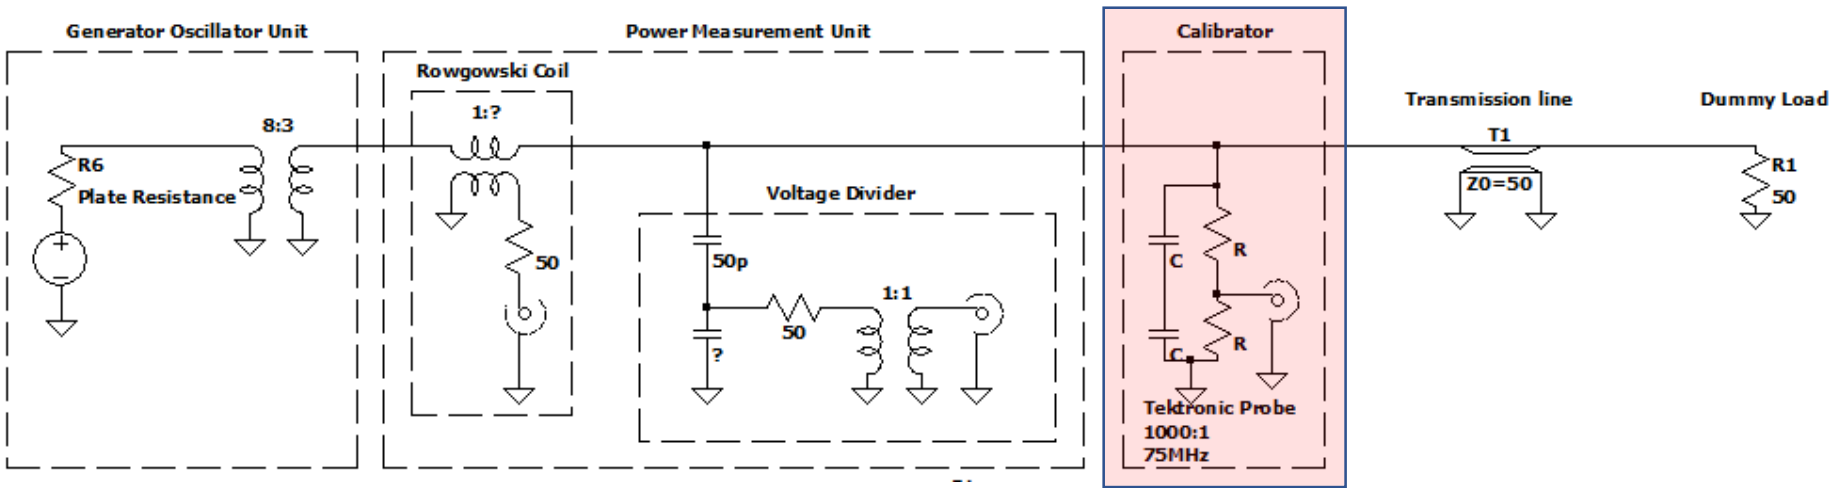 Generator Oscillator Unit
Power Measurement Unit
Calibrator
Rowgowski Coil
1:?
8:3
Transmission line
Dummy Load
T1
R6
Plate Resistance
Voltage Divider
Z0=50
R1
50
50
50p
1:1
50
?
C
R
C
R
Tektronic Probe
1000:1
75MHz